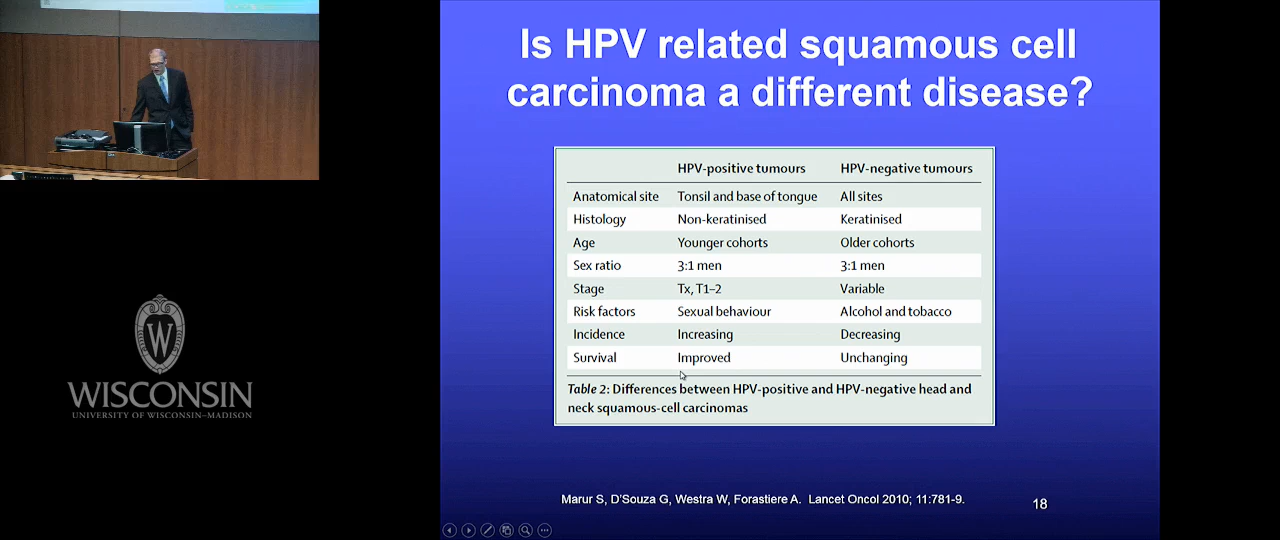 Is HPV related squamous cell
carcinoma a different disease?
HPV-positive tumours HPV-negative tumours
Anatomical site Tonsil and base of tongue All sites
Histology Non-keratinised Keratinised
Age Younger cohorts Older cohorts
Sex ratio 3:1 men 3:1 men
Stage Tx, T1–2 Variable
Risk factors Sexual behaviour Alcohol and tobacco
Incidence Increasing Decreasing
Survival Improved Unchanging
Table 2: Differences between HPV-positive and HPV-negative head and
neck squamous-cell carcinomas
Marur S, D'Souza G, Westra W, Forastiere A. Lancet Oncol 2010; 11:781-9.
18
W
WISCONSIN
UNIVERSITY OF WISCONSIN–MADISON